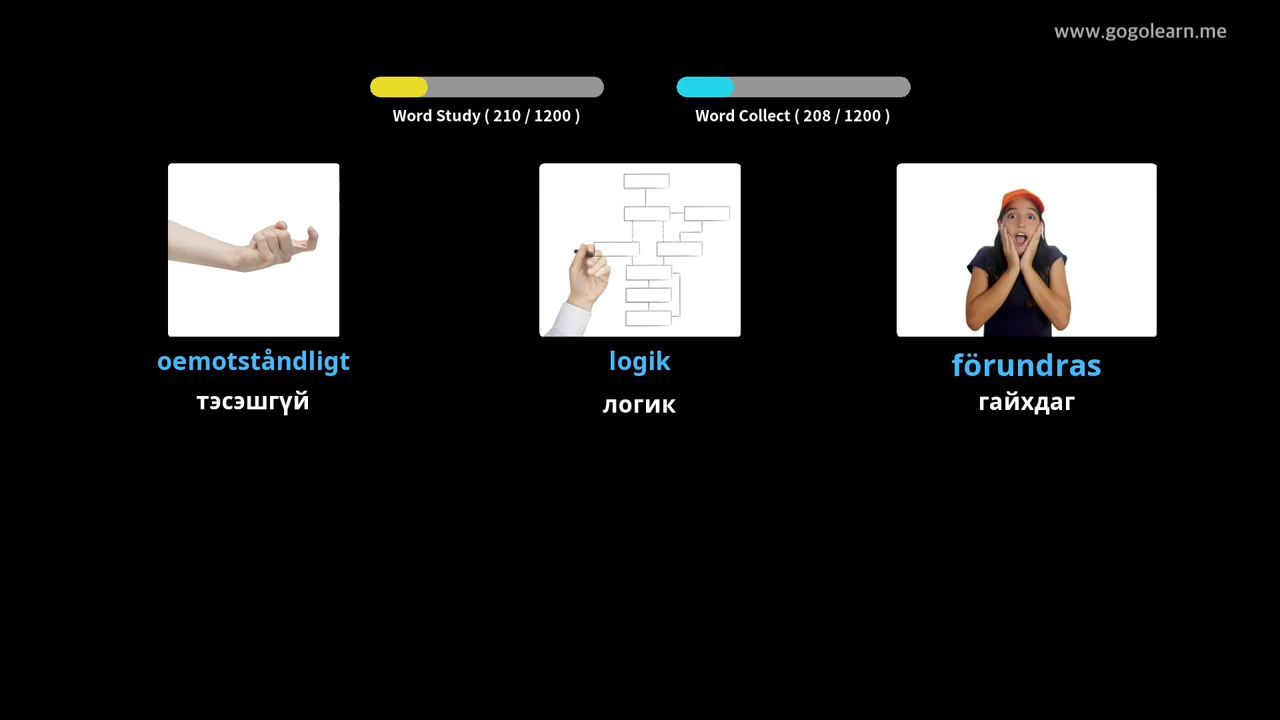 www.gogolearn.me
Word Study ( 210 / 1200 )
Word Collect ( 208 / 1200 )
oemotståndligt
logik
förundras
тэсэшгүй
логик
гайхдаг